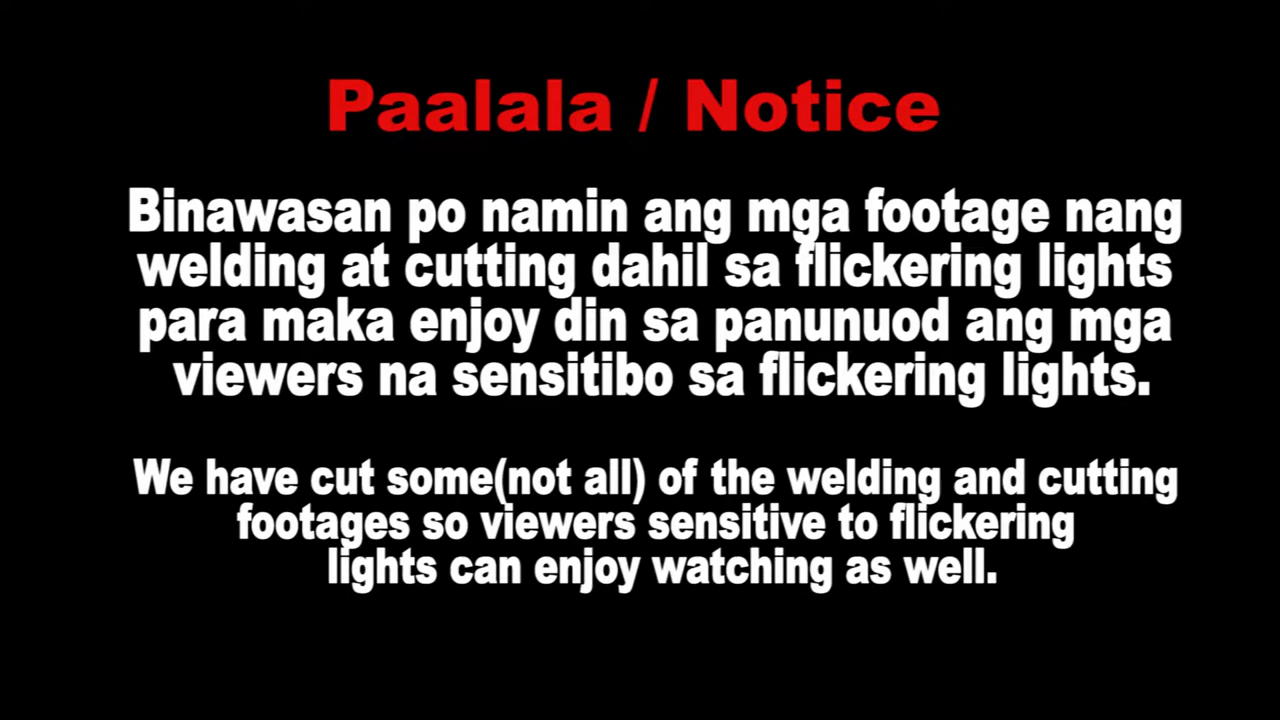 Paalala / Notice
Binawasan po namin ang mga footage nang
welding at cutting dahil sa flickering lights
para maka enjoy din sa panunuod ang mga
viewers na sensitibo sa flickering lights.
We have cut some(not all) of the welding and cutting
footages so viewers sensitive to flickering
lights can enjoy watching as well.